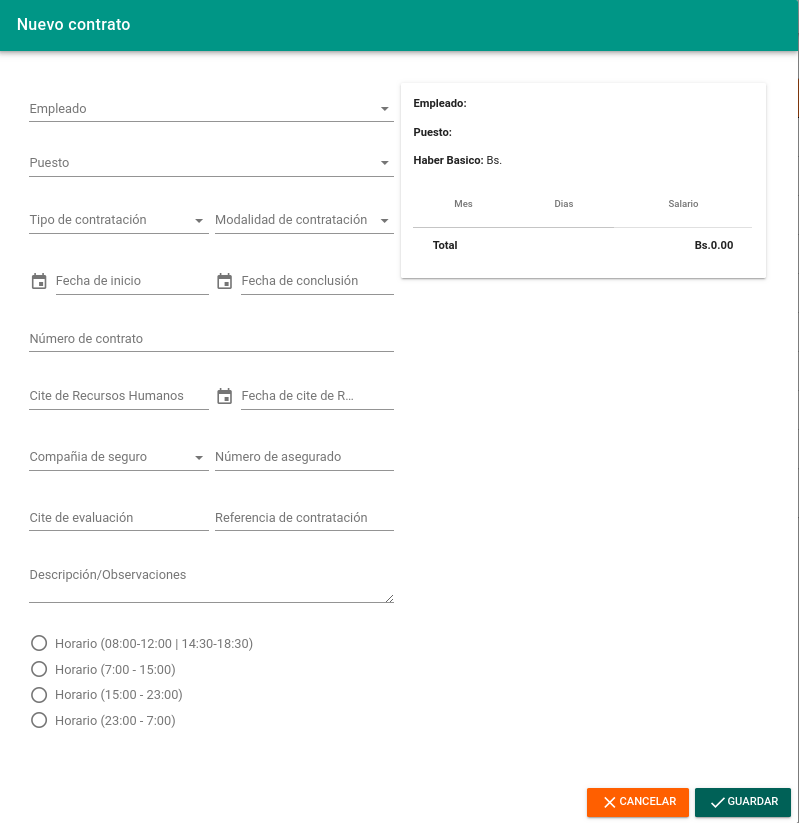 Nuevo contrato
Empleado
Puesto
Tipo de contratación
Modalidad de contratación
Fecha de inicio
Fecha de conclusión
Número de contrato
Cite de Recursos Humanos
Fecha de cite de R...
Compañia de seguro
Número de asegurado
Cite de evaluación
Referencia de contratación
Descripción/Observaciones
Horario (08:00-12:00 | 14:30-18:30)
Horario (7:00 - 15:00)
Horario (15:00 - 23:00)
Horario (23:00 - 7:00)
Empleado:
Puesto:
Haber Basico: Bs.
Mes Dias Salario
Total Bs.0.00
CANCELAR
GUARDAR